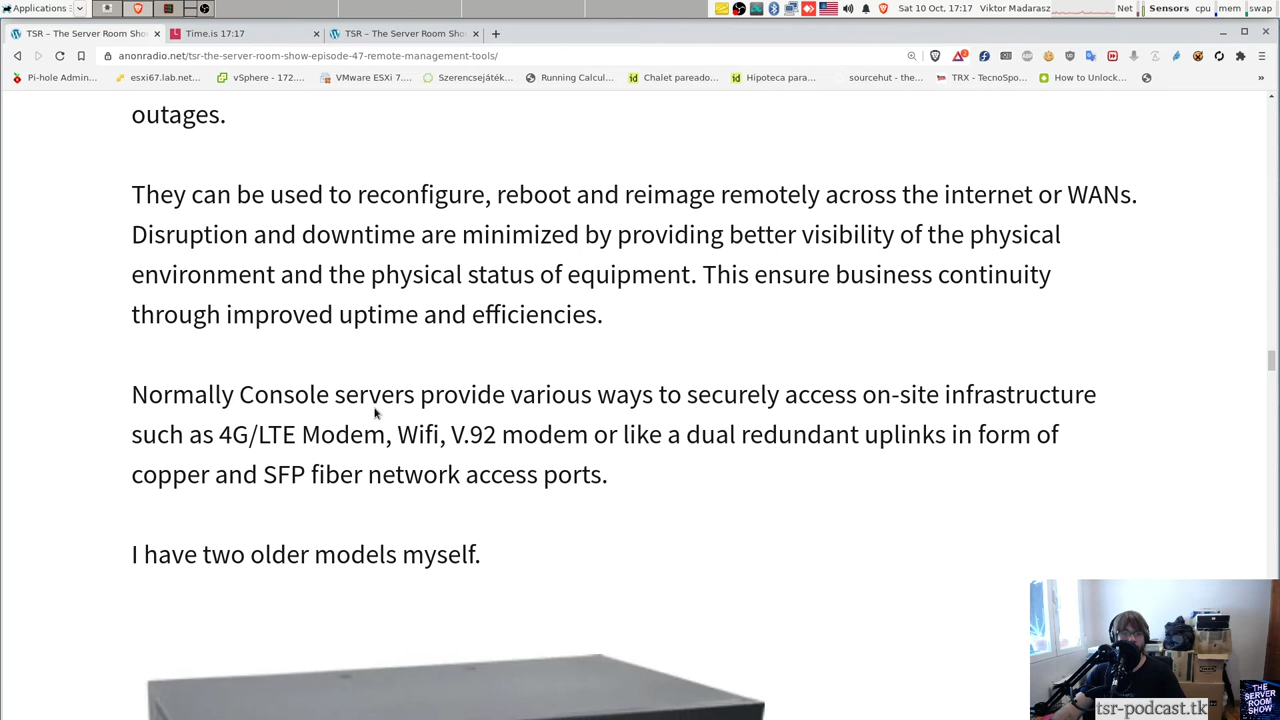 Applications
Sat 10 Oct, 17:17 Viktor Madarasz
Net Sensors cpu mem swap
TSR – The Server Room Sho
Time.is 17:17
TSR – The Server Room Show
anonradio.net/tsr-the-server-room-show-episode-47-remote-management-tools/
Pi-hole Admin... esxi67.lab.net... vSphere - 172.... VMware ESXi 7.... Szerencsejáték... Running Calcul... Chalet pareado... Hipoteca para... sourcehut - the... TRX - TecnoSpo... How to Unlock...
outages.
They can be used to reconfigure, reboot and reimage remotely across the internet or WANs.
Disruption and downtime are minimized by providing better visibility of the physical
environment and the physical status of equipment. This ensure business continuity
through improved uptime and efficiencies.
Normally Console servers provide various ways to securely access on-site infrastructure
such as 4G/LTE Modem, Wifi, V.92 modem or like a dual redundant uplinks in form of
copper and SFP fiber network access ports.
I have two older models myself.
THE
SERVER
ROOM
SHOW
tsr-podcast.tk